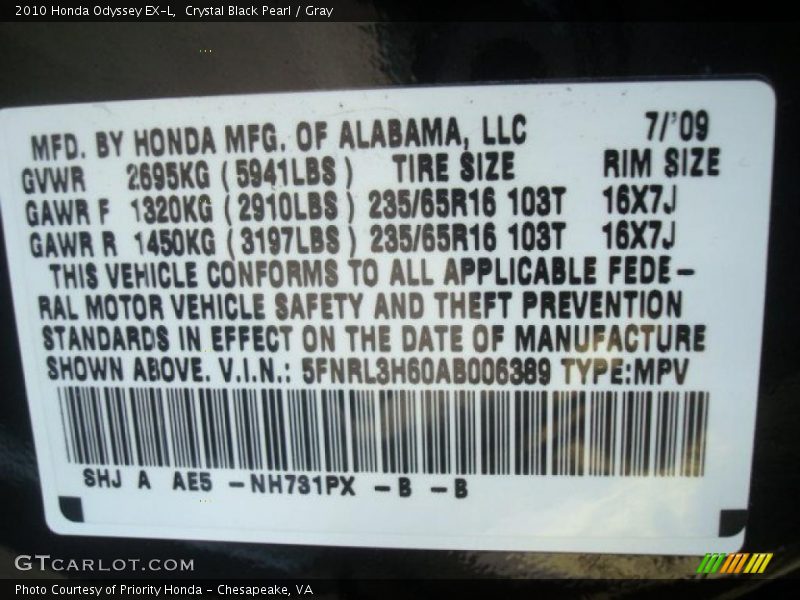 2010 Honda Odyssey EX-L, Crystal Black Pearl / Gray
MFD. BY HONDA MFG. OF ALABAMA, LLC 7/'09
GVWR 2695KG (5941LBS) TIRE SIZE RIM SIZE
GAWR F 1320KG (2910LBS) 235/65R16 103T 16X7J
GAWR R 1450KG (3197LBS) 235/65R16 103T 16X7J
THIS VEHICLE CONFORMS TO ALL APPLICABLE FEDE-
RAL MOTOR VEHICLE SAFETY AND THEFT PREVENTION
STANDARDS IN EFFECT ON THE DATE OF MANUFACTURE
SHOWN ABOVE. V.I.N.: 5FNRL3H60AB006389 TYPE:MPV
SHJ A AE5 -NH731PX -B -B
GTCARLOT.COM
Photo Courtesy of Priority Honda - Chesapeake, VA